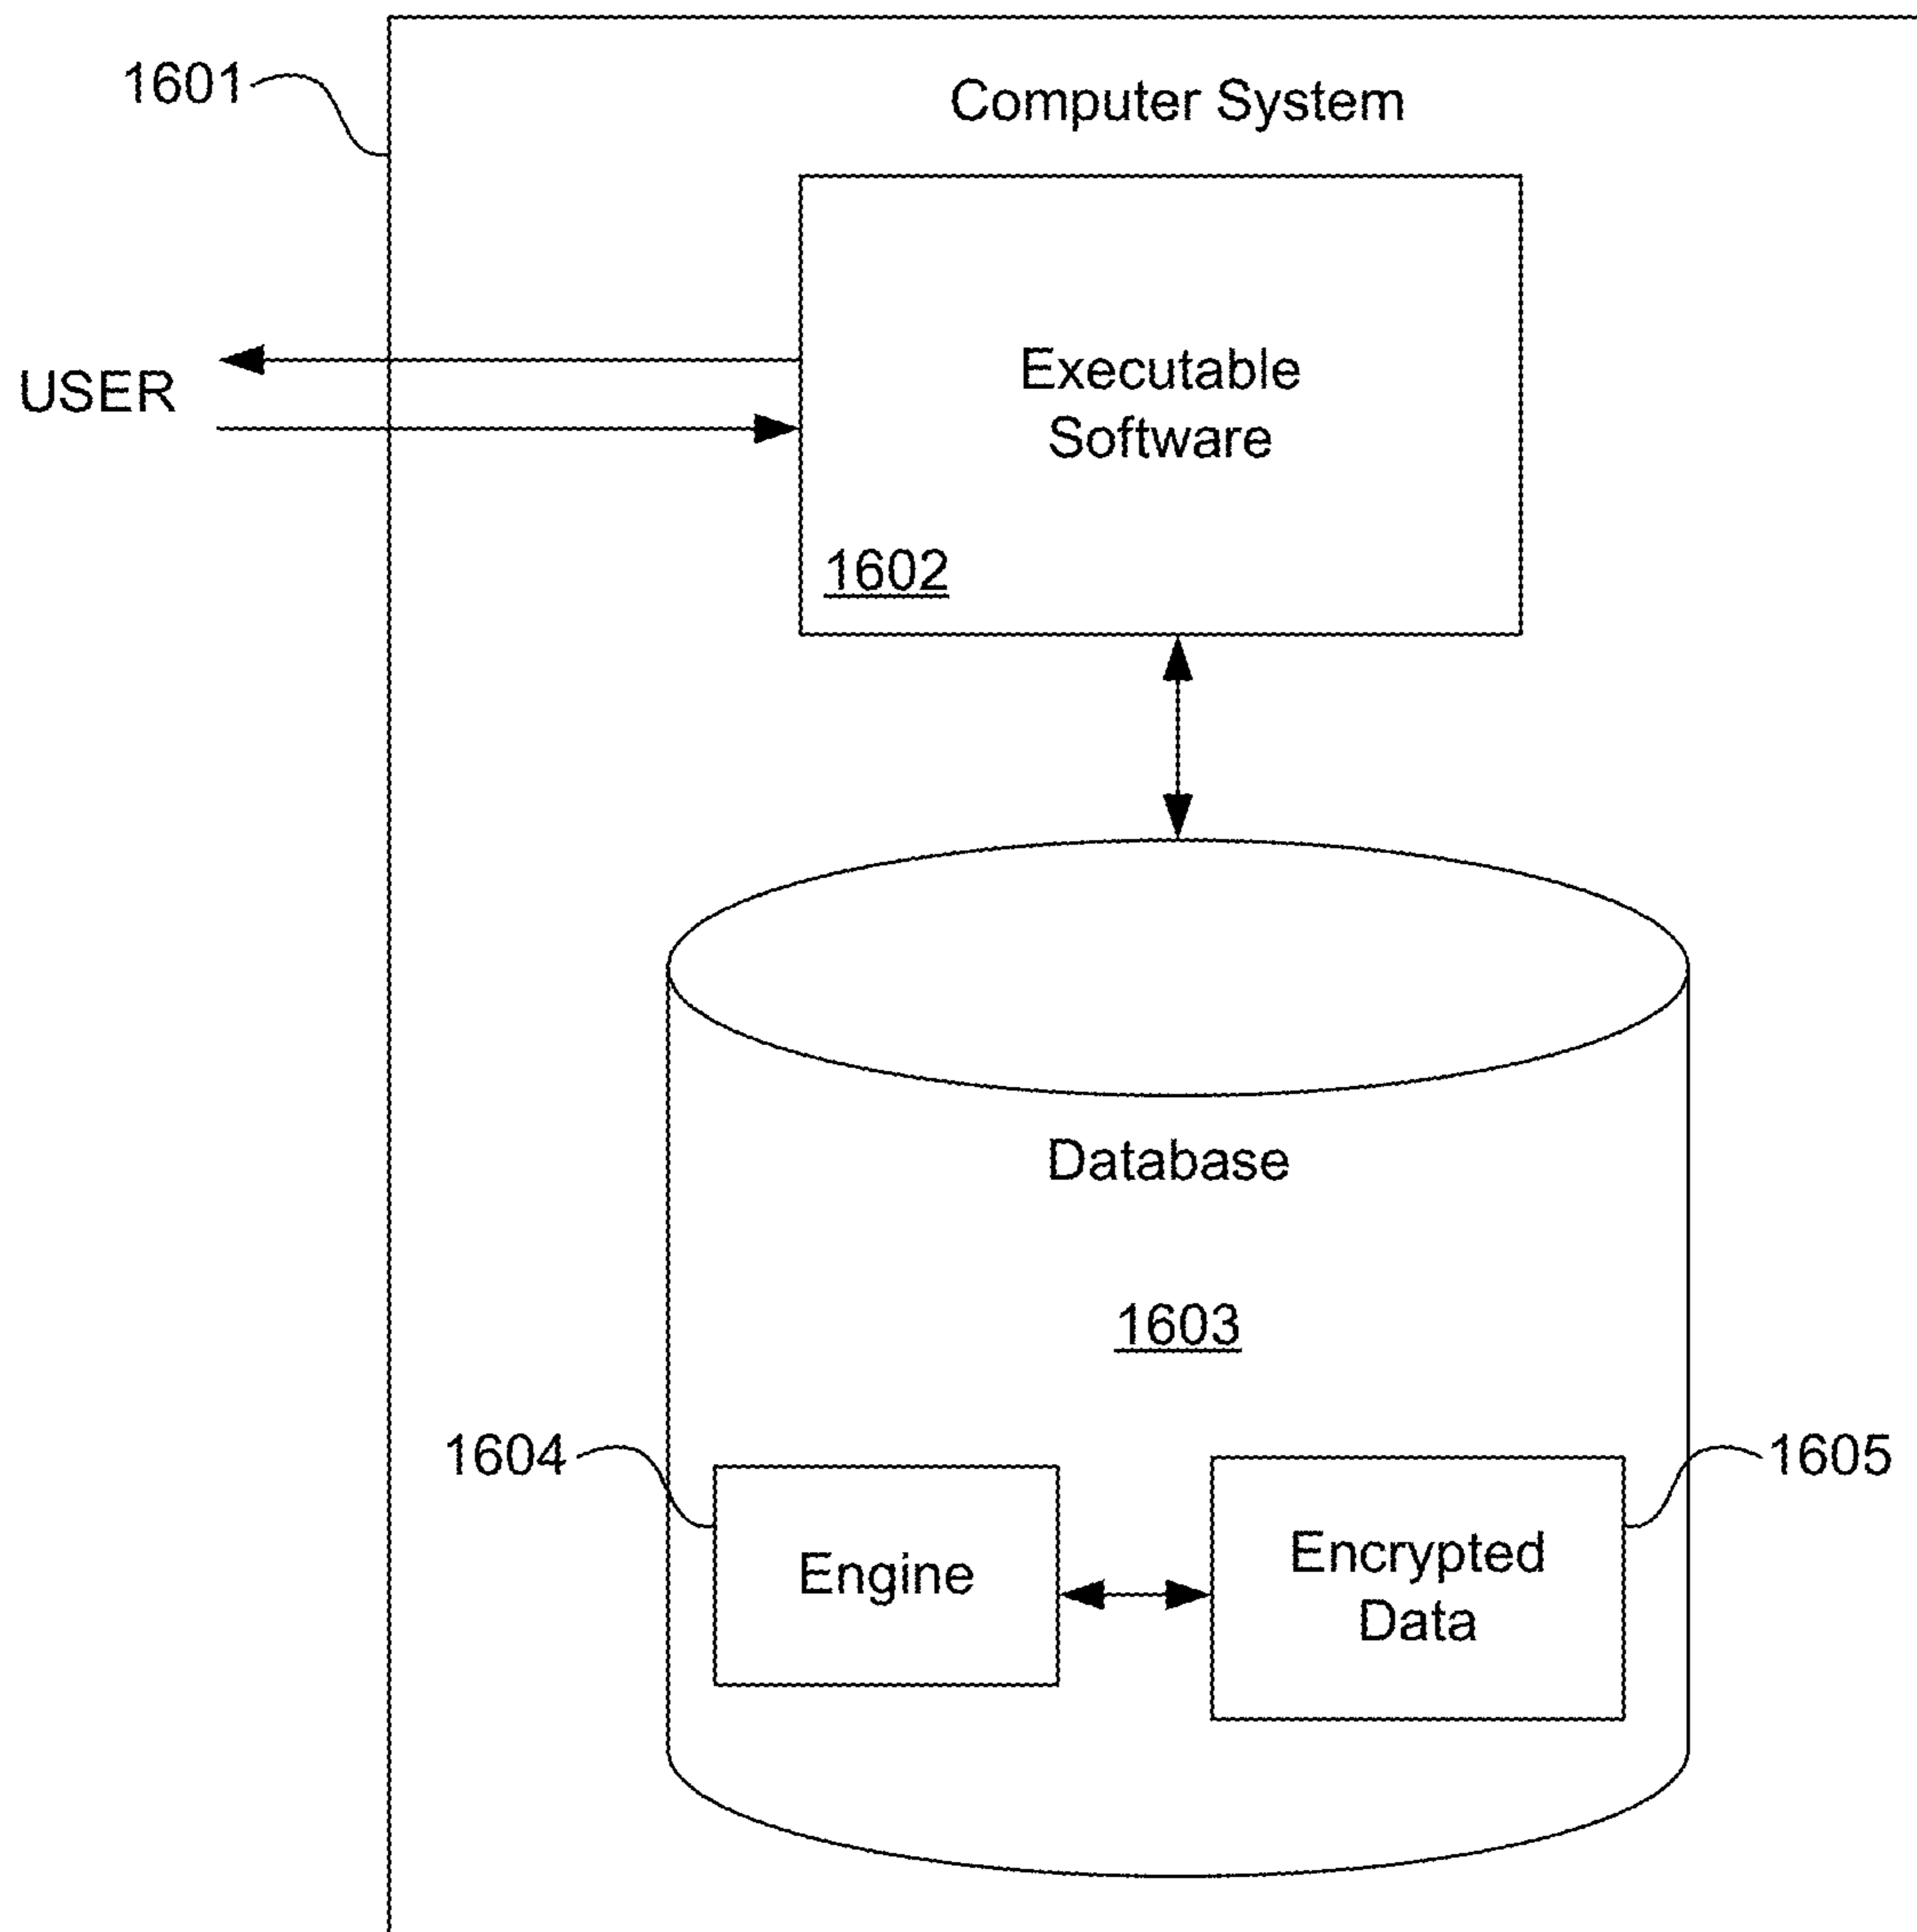 1601
Computer System
USER
Executable
Software
1602
Database
1603
1604
1605
Engine
Encrypted
Data